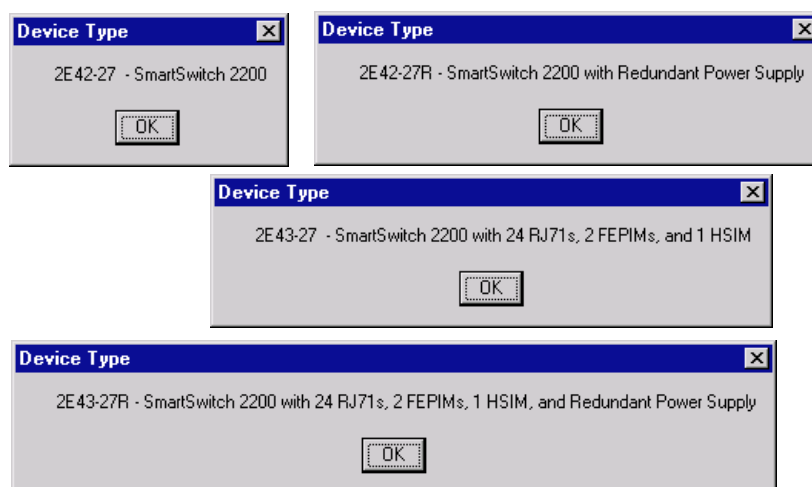 Device Type
2E42-27 - SmartSwitch 2200
OK
Device Type
2E42-27R - SmartSwitch 2200 with Redundant Power Supply
OK
Device Type
2E43-27 - SmartSwitch 2200 with 24 RJ71s, 2 FEPIMs, and 1 HSIM
OK
Device Type
2E43-27R - SmartSwitch 2200 with 24 RJ71s, 2 FEPIMs, 1 HSIM, and Redundant Power Supply
OK